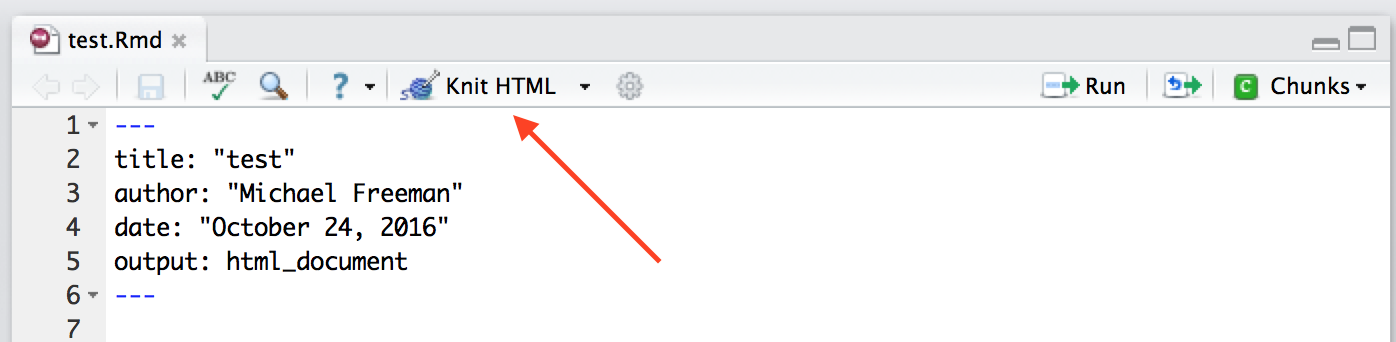 test.Rmd
ABC ? Knit HTML Run C Chunks
1 ---
2 title: "test"
3 author: "Michael Freeman"
4 date: "October 24, 2016"
5 output: html_document
6 ---
7